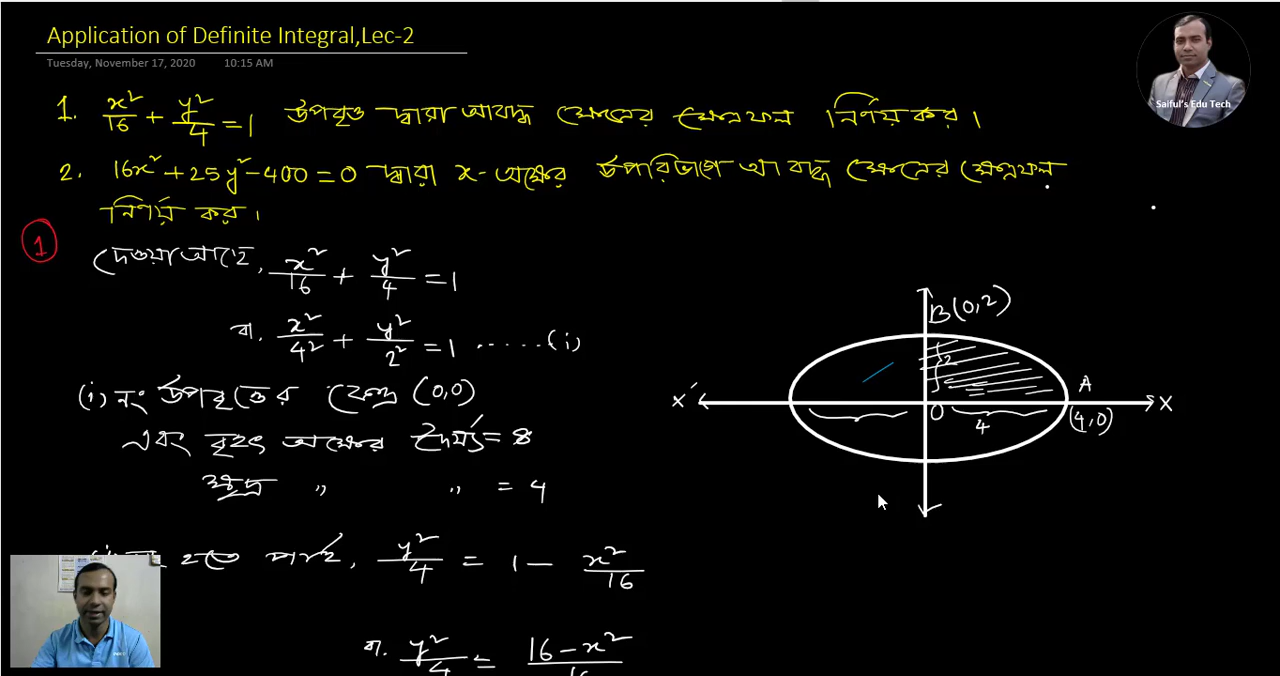 Application of Definite Integral,Lec-2
Tuesday, November 17, 2020 10:15 AM
Saiful's Edu Tech
1. x²/16 + y²/4 = 1 উপবৃত্ত দ্বারা আবদ্ধ ক্ষেত্রের ক্ষেত্রফল নির্ণয় কর।
2. 16x² + 25y² - 400 = 0 দ্বারা x-অক্ষের উপরিভাগে আবদ্ধ ক্ষেত্রের ক্ষেত্রফল
নির্ণয় কর।
1
দেওয়া আছে, x²/16 + y²/4 = 1
বা, x²/4² + y²/2² = 1 ......(i)
(i) নং উপবৃত্তের কেন্দ্র (0,0)
এবং বৃহৎ অক্ষের দৈর্ঘ্য = 8
ক্ষুদ্র " " = 4
হতে পাই, y²/4 = 1 - x²/16
বা, y²/4 = 16-x²/16
B(0,2)
2
X' O 4 A X
(4,0)